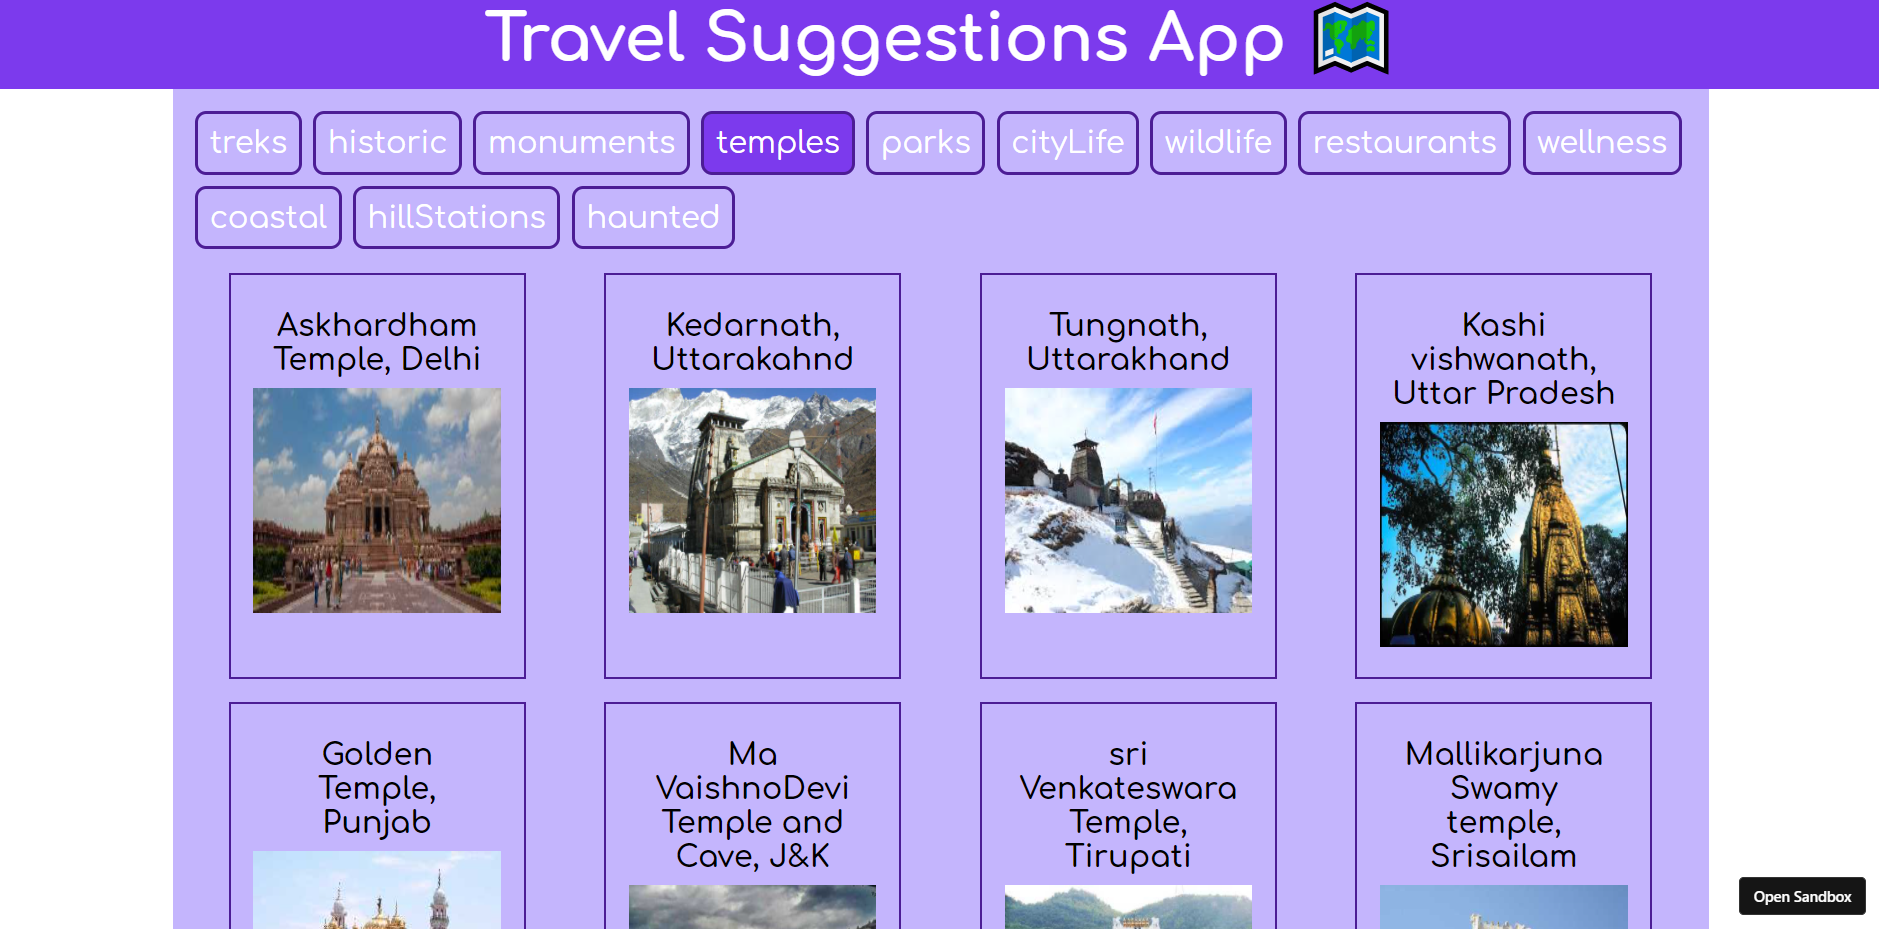 Travel Suggestions App
treks historic monuments temples parks cityLife wildlife restaurants wellness
coastal hillStations haunted
Askhardham
Temple, Delhi
Kedarnath,
Uttarakahnd
Tungnath,
Uttarakhand
Kashi
vishwanath,
Uttar Pradesh
Golden
Temple,
Punjab
Ma
VaishnoDevi
Temple and
Cave, J&K
sri
Venkateswara
Temple,
Tirupati
Mallikarjuna
Swamy
temple,
Srisailam
Open Sandbox